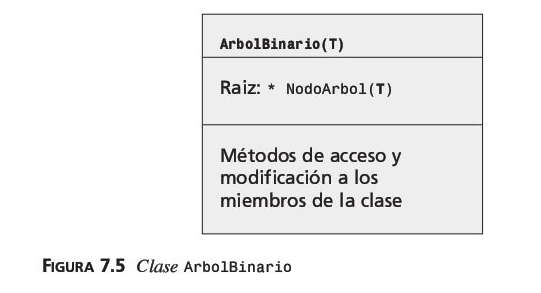 ArbolBinario(T)
Raiz: * NodoArbol(T)
Métodos de acceso y
modificación a los
miembros de la clase
FIGURA 7.5 Clase ArbolBinario